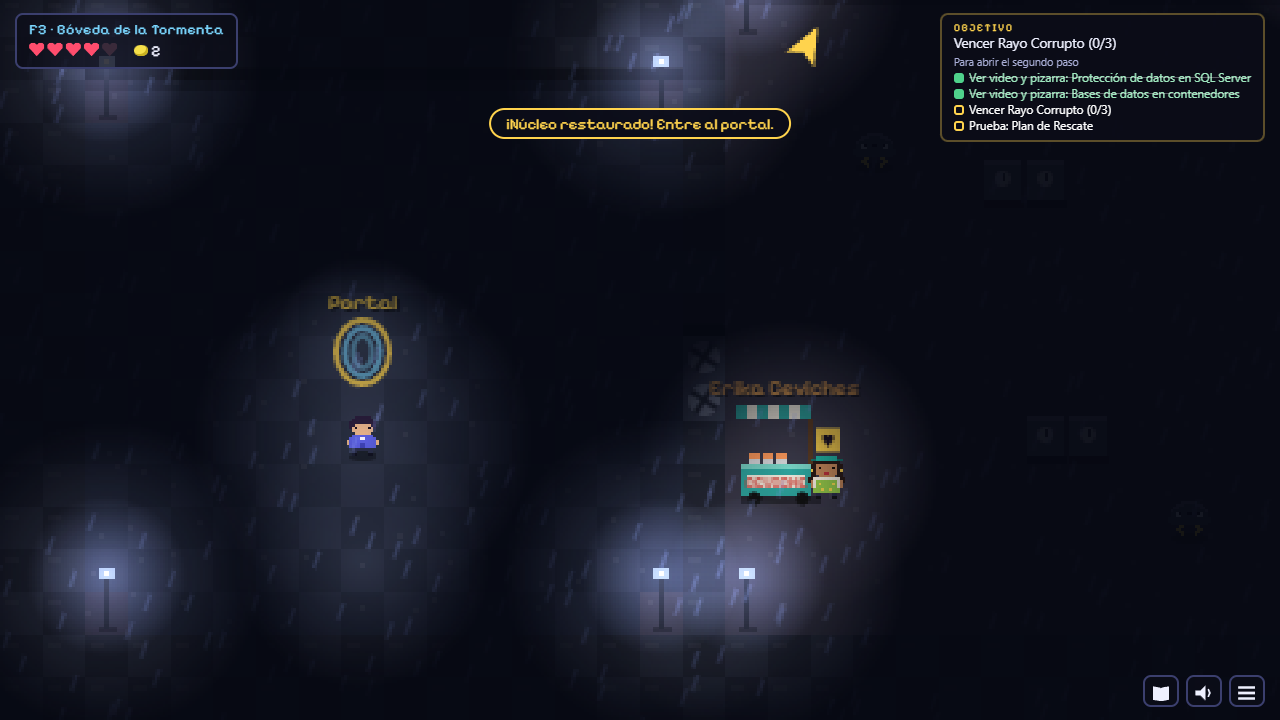 F3 · Bóveda de la Tormenta
2
OBJETIVO
Vencer Rayo Corrupto (0/3)
Para abrir el segundo paso
Ver video y pizarra: Protección de datos en SQL Server
Ver video y pizarra: Bases de datos en contenedores
Vencer Rayo Corrupto (0/3)
Prueba: Plan de Rescate
¡Núcleo restaurado! Entre al portal.
Portal
Erika Ceviches